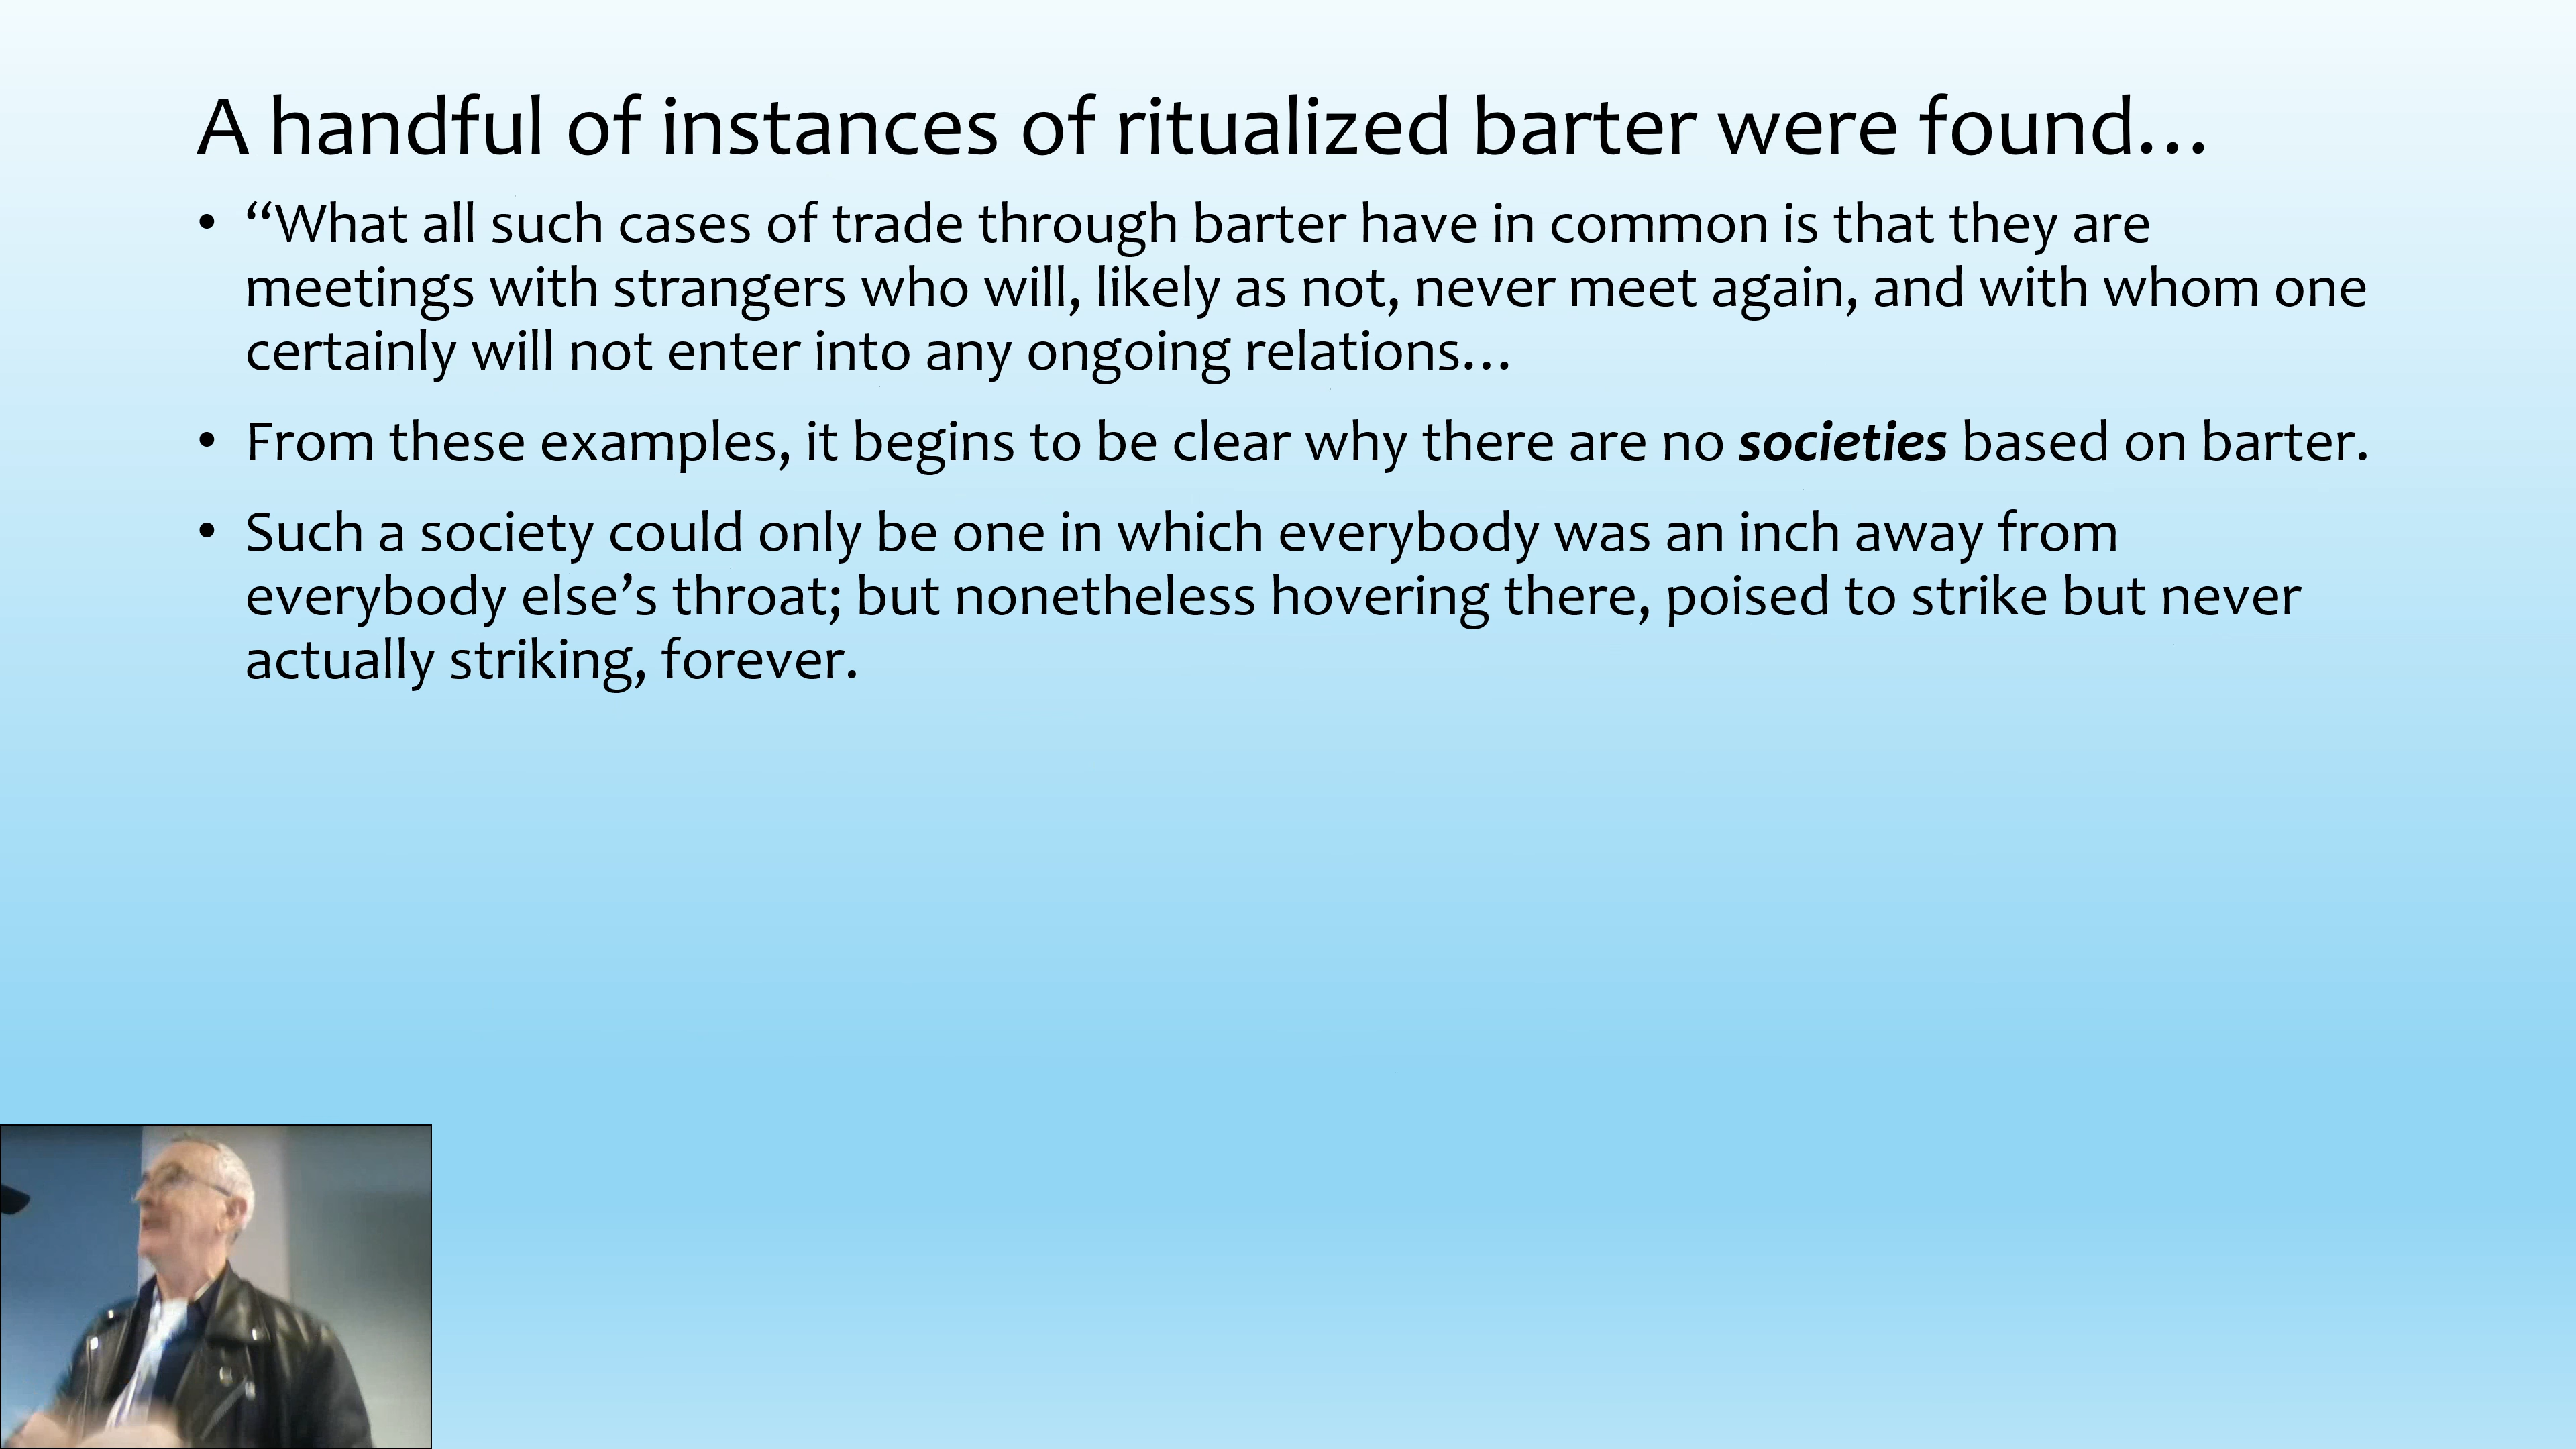 A handful of instances of ritualized barter were found…
• “What all such cases of trade through barter have in common is that they are
meetings with strangers who will, likely as not, never meet again, and with whom one
certainly will not enter into any ongoing relations…
• From these examples, it begins to be clear why there are no societies based on barter.
• Such a society could only be one in which everybody was an inch away from
everybody else’s throat; but nonetheless hovering there, poised to strike but never
actually striking, forever.